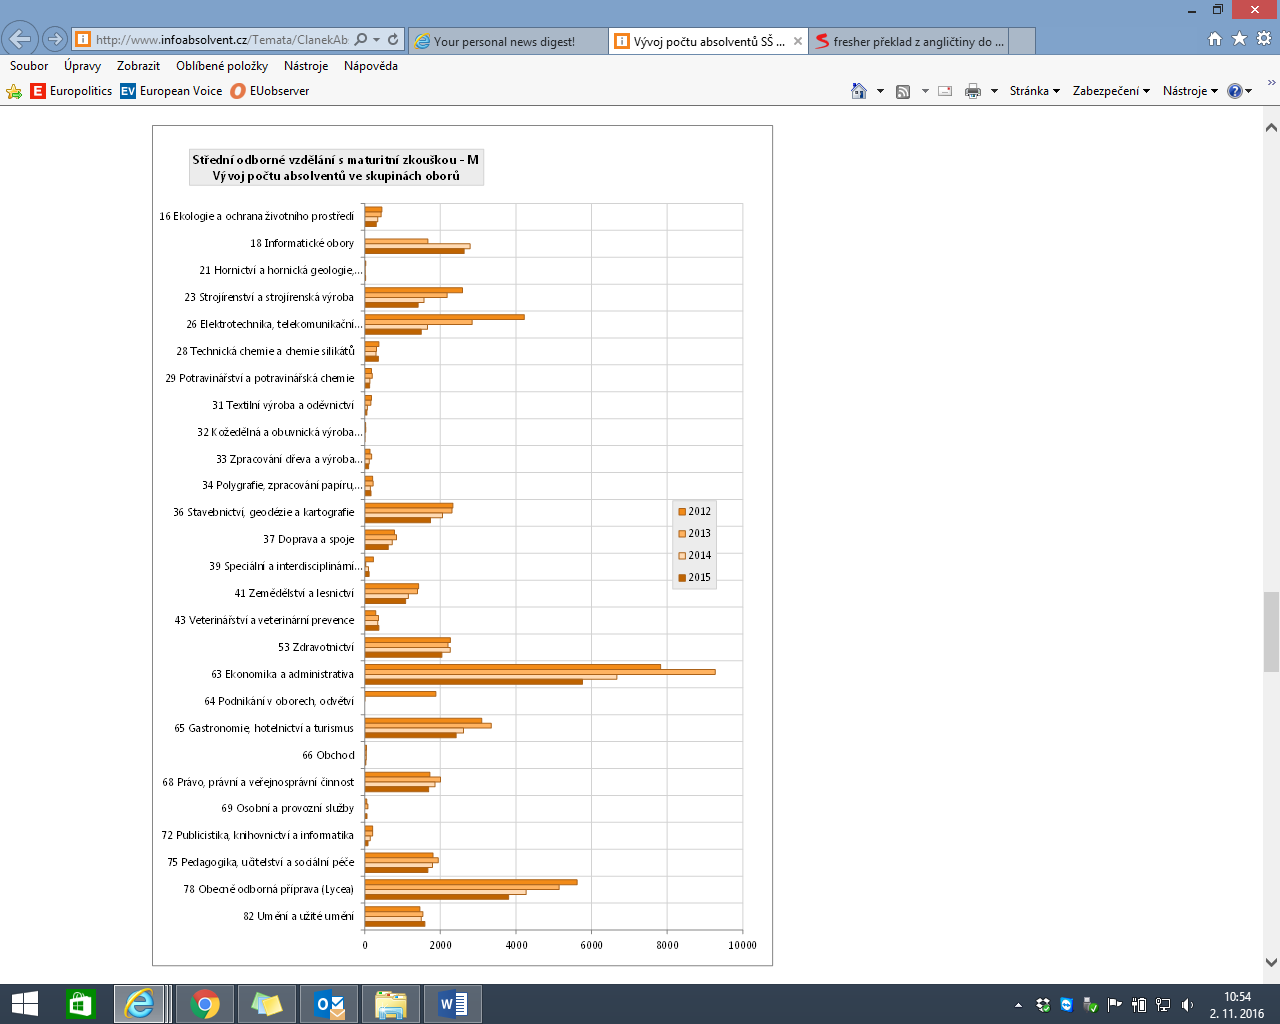 http://www.infoabsolvent.cz/Temata/ClanekAb
Your personal news digest!
Vývoj počtu absolventů SŠ ...
fresher překlad z angličtiny do ...
Soubor Úpravy Zobrazit Oblíbené položky Nástroje Nápověda
Europolitics EV European Voice EUobserver
Stránka Zabezpečení Nástroje
Střední odborné vzdělání s maturitní zkouškou - M
Vývoj počtu absolventů ve skupinách oborů
16 Ekologie a ochrana životního prostředí
18 Informatické obory
21 Hornictví a hornická geologie,...
23 Strojírenství a strojírenská výroba
26 Elektrotechnika, telekomunikační...
28 Technická chemie a chemie silikátů
29 Potravinářství a potravinářská chemie
31 Textilní výroba a oděvnictví
32 Kožedělná a obuvnická výroba...
33 Zpracování dřeva a výroba...
34 Polygrafie, zpracování papíru,...
36 Stavebnictví, geodézie a kartografie
37 Doprava a spoje
39 Speciální a interdisciplinární...
41 Zemědělství a lesnictví
43 Veterinářství a veterinární prevence
53 Zdravotnictví
63 Ekonomika a administrativa
64 Podnikání v oborech, odvětví
65 Gastronomie, hotelnictví a turismus
66 Obchod
68 Právo, právní a veřejnosprávní činnost
69 Osobní a provozní služby
72 Publicistika, knihovnictví a informatika
75 Pedagogika, učitelství a sociální péče
78 Obecně odborná příprava (Lycea)
82 Umění a užité umění
2012
2013
2014
2015
0 2000 4000 6000 8000 10000
10:54
2. 11. 2016